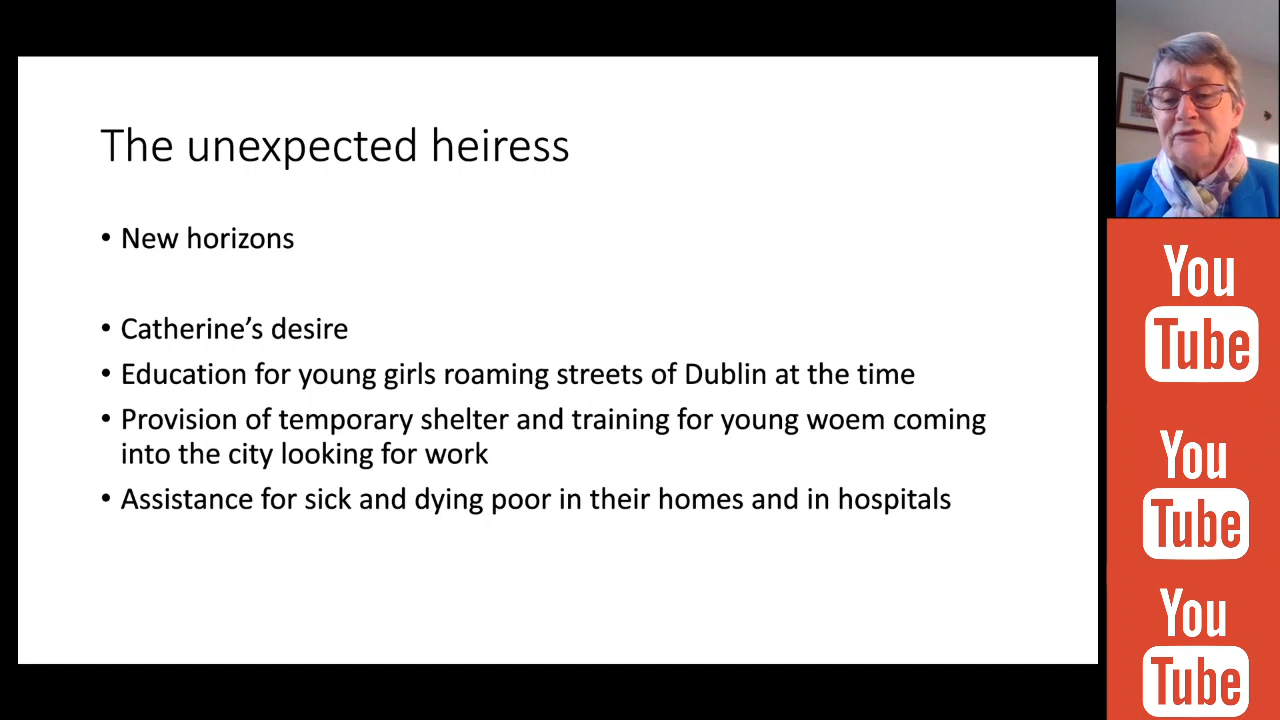 The unexpected heiress
• New horizons
• Catherine's desire
• Education for young girls roaming streets of Dublin at the time
• Provision of temporary shelter and training for young woem coming
into the city looking for work
• Assistance for sick and dying poor in their homes and in hospitals
You
Tube
You
Tube
You
Tube